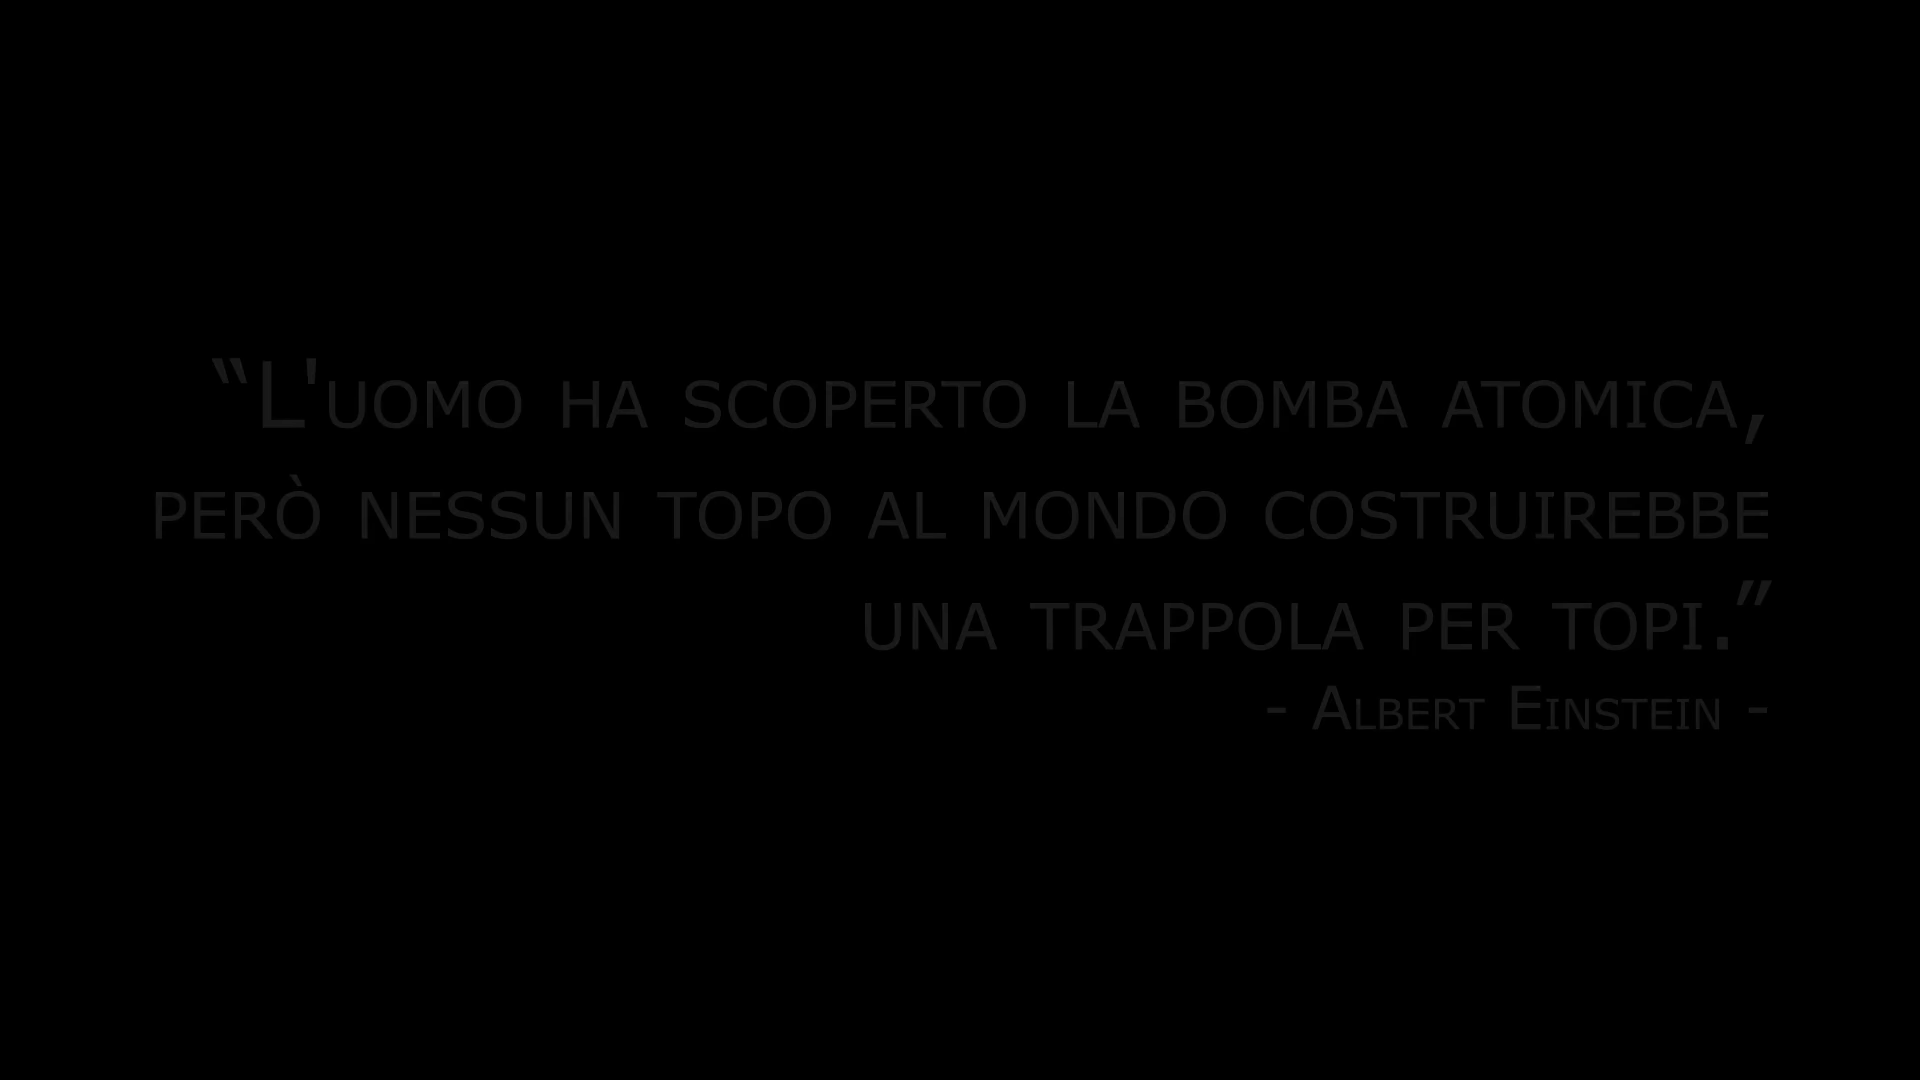 “L'uomo ha scoperto la bomba atomica,
però nessun topo al mondo costruirebbe
una trappola per topi.”
- Albert Einstein -